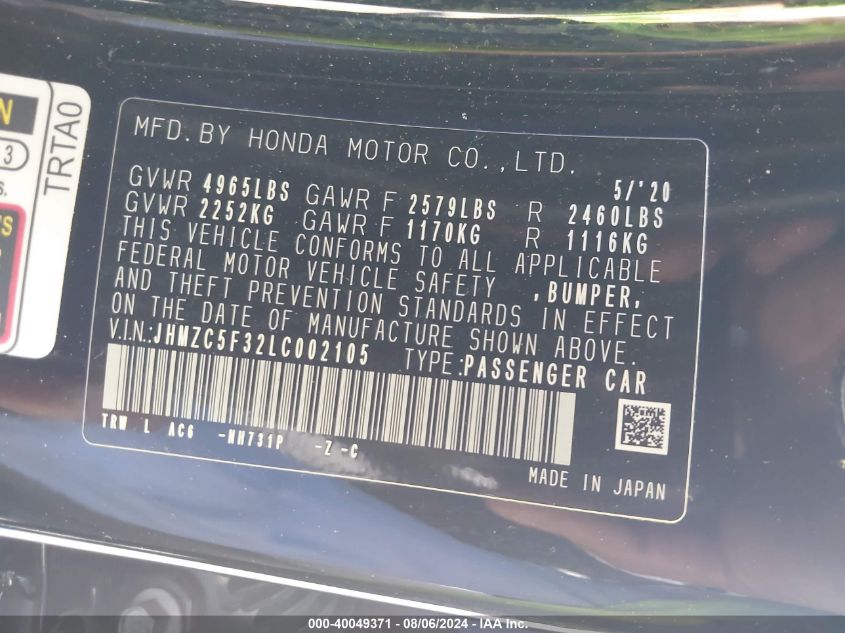 N
3
S.
S
TRTA0
MFD. BY HONDA MOTOR CO., LTD.
5/'20
GVWR 4965LBS GAWR F 2579LBS R 2460LBS
GVWR 2252KG GAWR F 1170KG R 1116KG
THIS VEHICLE CONFORMS TO ALL APPLICABLE
FEDERAL MOTOR VEHICLE SAFETY ,BUMPER,
AND THEFT PREVENTION STANDARDS IN EFFECT
ON THE DATE OF MANUFACTURE SHOWN ABOVE.
V.I.N.:JHMZC5F32LC002105 TYPE:PASSENGER CAR
TRW L AC6 -NH731P -Z -C
MADE IN JAPAN
000-40049371 - 08/06/2024 - IAA Inc.